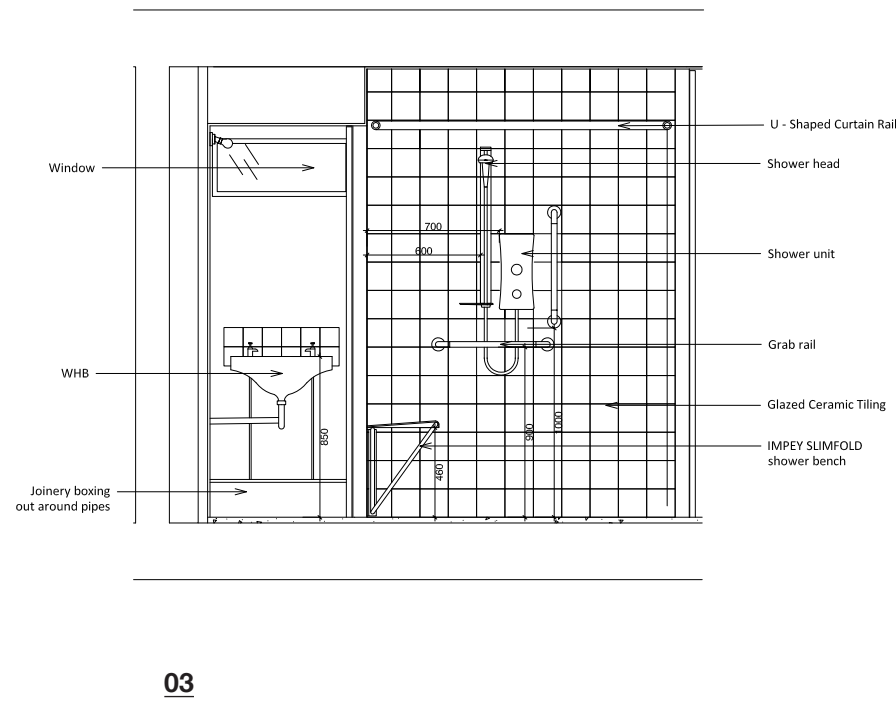 U - Shaped Curtain Rail
Shower head
Window
700
600
Shower unit
Grab rail
WHB
Glazed Ceramic Tiling
850
900
1000
460
IMPEY SLIMFOLD
shower bench
Joinery boxing
out around pipes
03